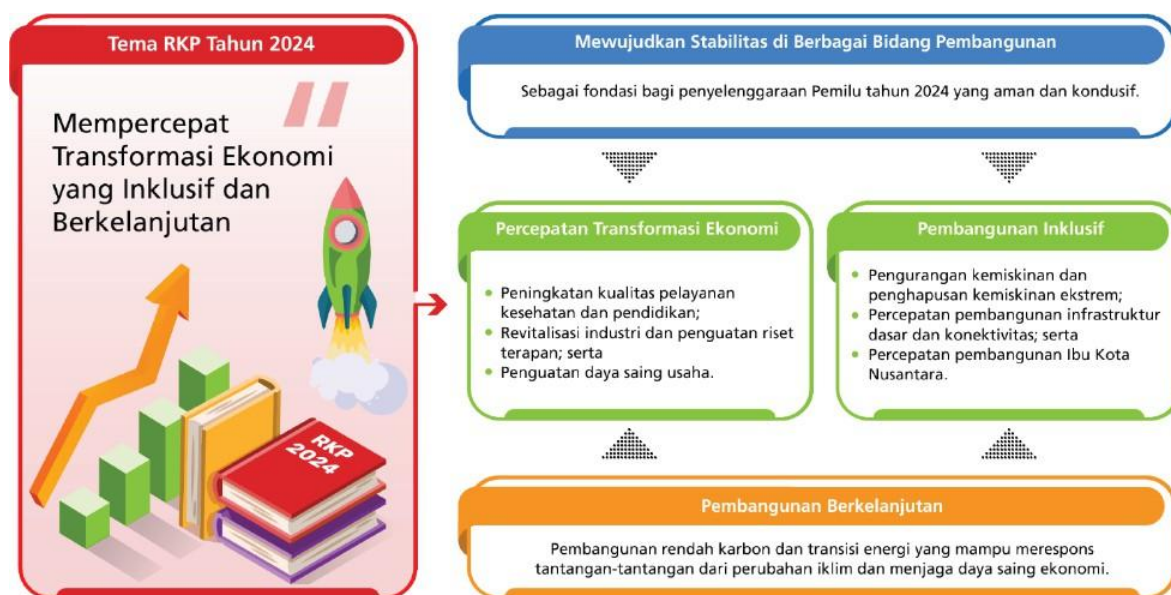 Tema RKP Tahun 2024
Mempercepat
Transformasi Ekonomi
yang Inklusif dan
Berkelanjutan
RKP
2024
Mewujudkan Stabilitas di Berbagai Bidang Pembangunan
Sebagai fondasi bagi penyelenggaraan Pemilu tahun 2024 yang aman dan kondusif.
Percepatan Transformasi Ekonomi
• Peningkatan kualitas pelayanan
kesehatan dan pendidikan;
• Revitalisasi industri dan penguatan riset
terapan; serta
• Penguatan daya saing usaha.
Pembangunan Inklusif
• Pengurangan kemiskinan dan
penghapusan kemiskinan ekstrem;
• Percepatan pembangunan infrastruktur
dasar dan konektivitas; serta
• Percepatan pembangunan Ibu Kota
Nusantara.
Pembangunan Berkelanjutan
Pembangunan rendah karbon dan transisi energi yang mampu merespons
tantangan-tantangan dari perubahan iklim dan menjaga daya saing ekonomi.